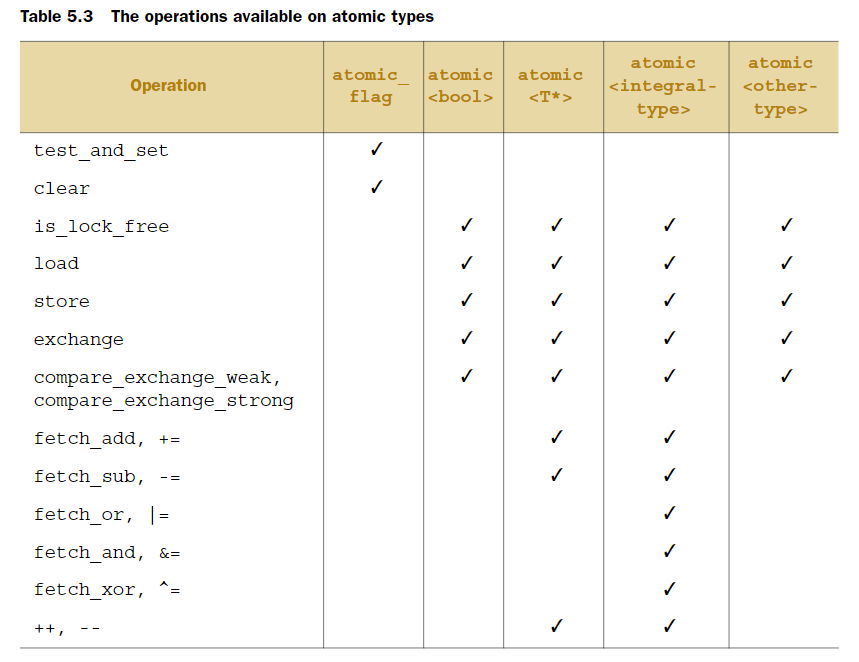 Table 5.3 The operations available on atomic types
Operation
atomic_
flag
atomic
<bool>
atomic
<T*>
atomic
<integral-
type>
atomic
<other-
type>
test_and_set ✓
clear ✓
is_lock_free ✓ ✓ ✓ ✓
load ✓ ✓ ✓ ✓
store ✓ ✓ ✓ ✓
exchange ✓ ✓ ✓ ✓
compare_exchange_weak, ✓ ✓ ✓ ✓
compare_exchange_strong
fetch_add, += ✓ ✓
fetch_sub, -= ✓ ✓
fetch_or, |= ✓
fetch_and, &= ✓
fetch_xor, ^= ✓
++, -- ✓ ✓